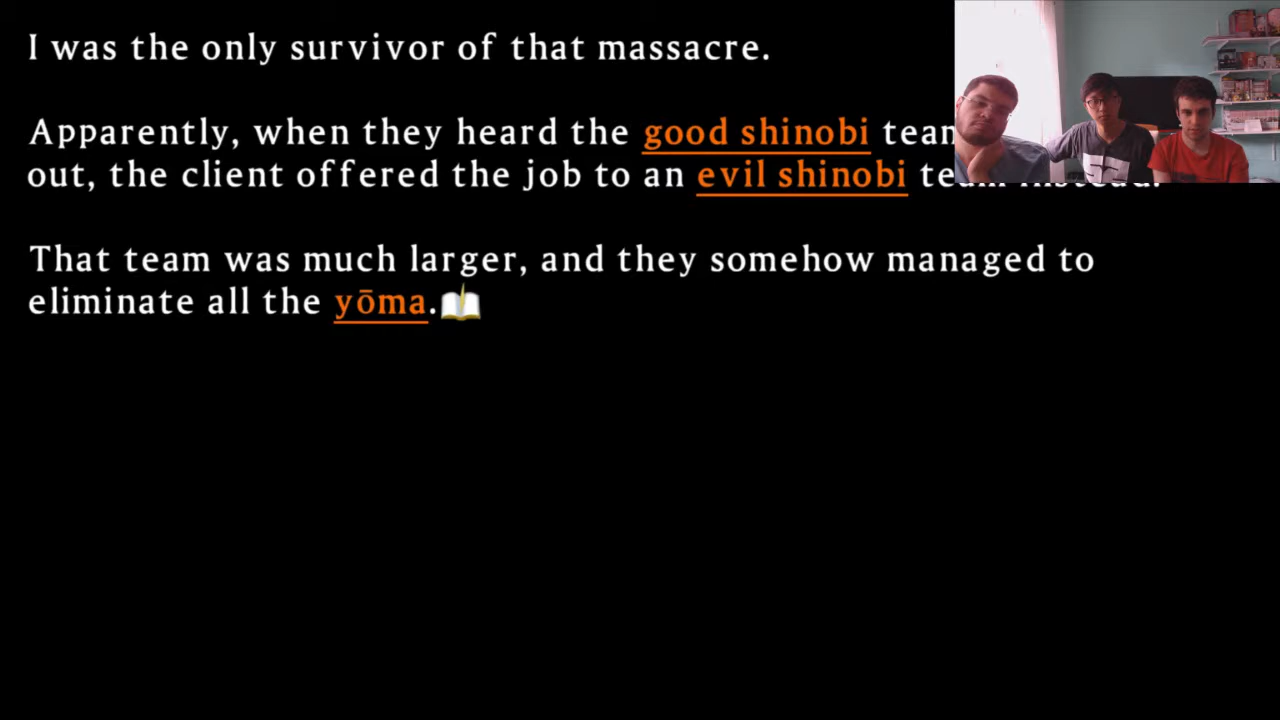 I was the only survivor of that massacre.
Apparently, when they heard the good shinobi
out, the client offered the job to an evil shinobi
That team was much larger, and they somehow managed to
eliminate all the yōma.